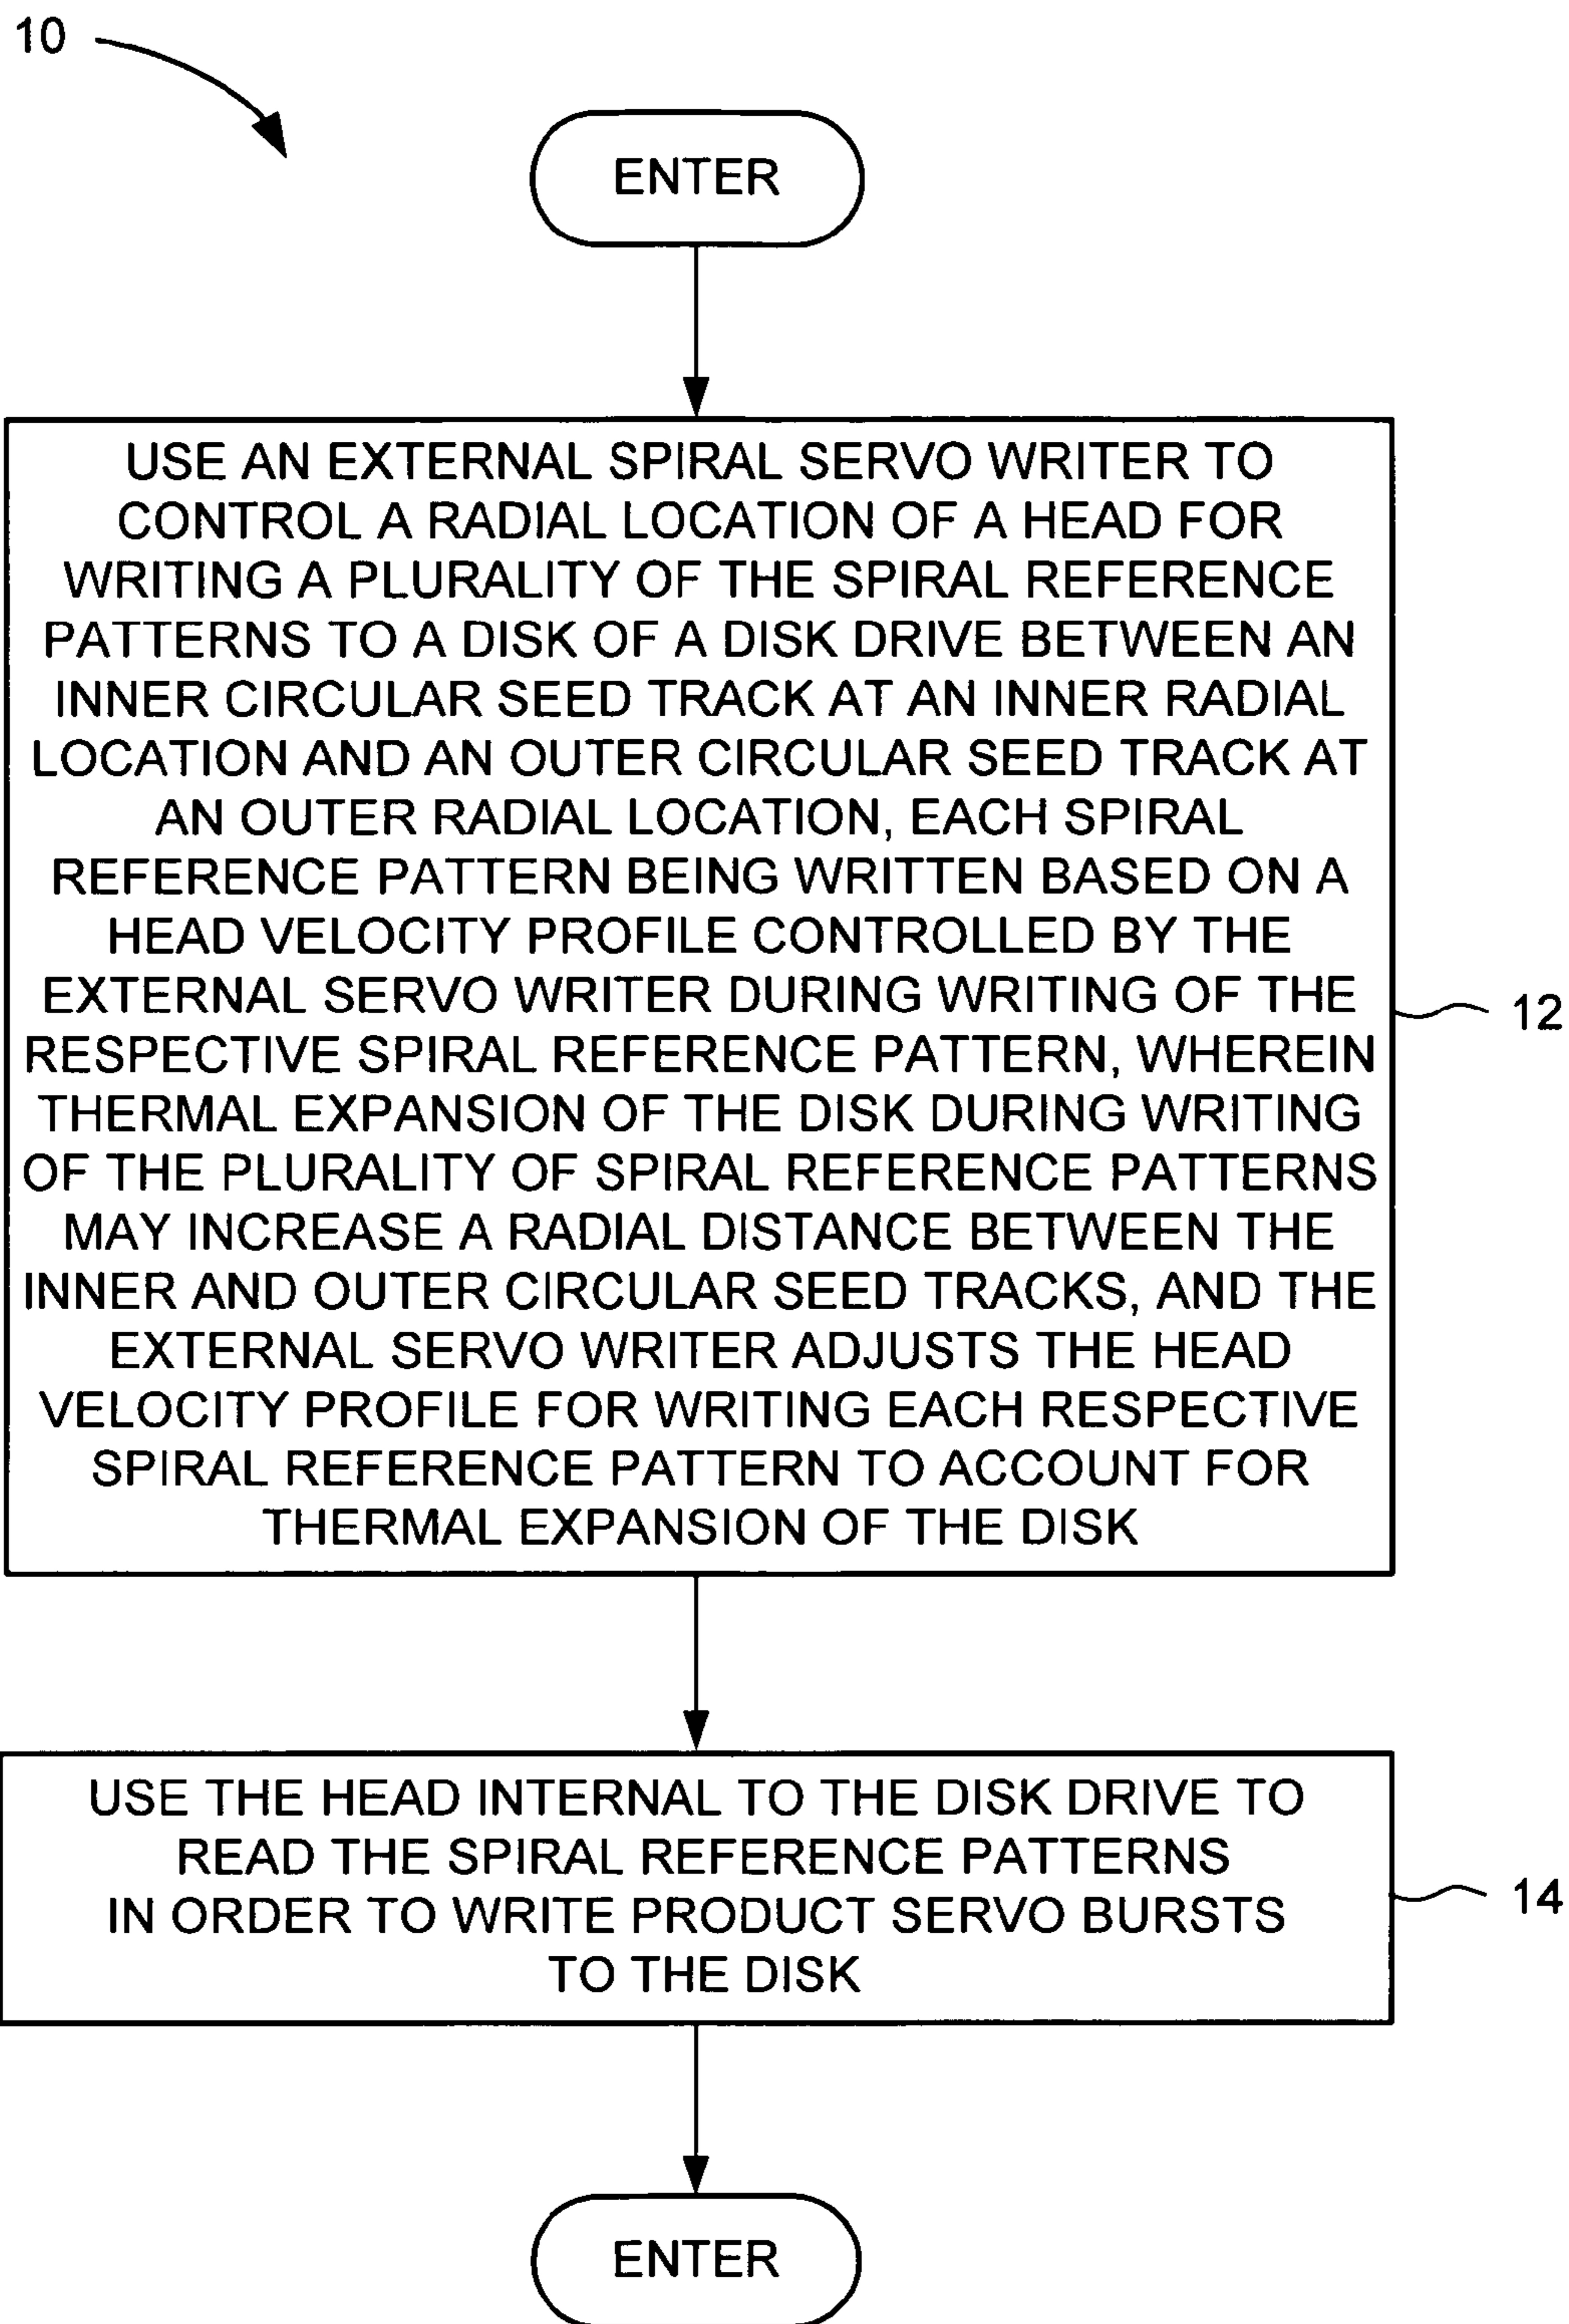 10
ENTER
USE AN EXTERNAL SPIRAL SERVO WRITER TO
CONTROL A RADIAL LOCATION OF A HEAD FOR
WRITING A PLURALITY OF THE SPIRAL REFERENCE
PATTERNS TO A DISK OF A DISK DRIVE BETWEEN AN
INNER CIRCULAR SEED TRACK AT AN INNER RADIAL
LOCATION AND AN OUTER CIRCULAR SEED TRACK AT
AN OUTER RADIAL LOCATION, EACH SPIRAL
REFERENCE PATTERN BEING WRITTEN BASED ON A
HEAD VELOCITY PROFILE CONTROLLED BY THE
EXTERNAL SERVO WRITER DURING WRITING OF THE
RESPECTIVE SPIRAL REFERENCE PATTERN, WHEREIN
THERMAL EXPANSION OF THE DISK DURING WRITING
OF THE PLURALITY OF SPIRAL REFERENCE PATTERNS
MAY INCREASE A RADIAL DISTANCE BETWEEN THE
INNER AND OUTER CIRCULAR SEED TRACKS, AND THE
EXTERNAL SERVO WRITER ADJUSTS THE HEAD
VELOCITY PROFILE FOR WRITING EACH RESPECTIVE
SPIRAL REFERENCE PATTERN TO ACCOUNT FOR
THERMAL EXPANSION OF THE DISK
12
USE THE HEAD INTERNAL TO THE DISK DRIVE TO
READ THE SPIRAL REFERENCE PATTERNS
IN ORDER TO WRITE PRODUCT SERVO BURSTS
TO THE DISK
14
ENTER